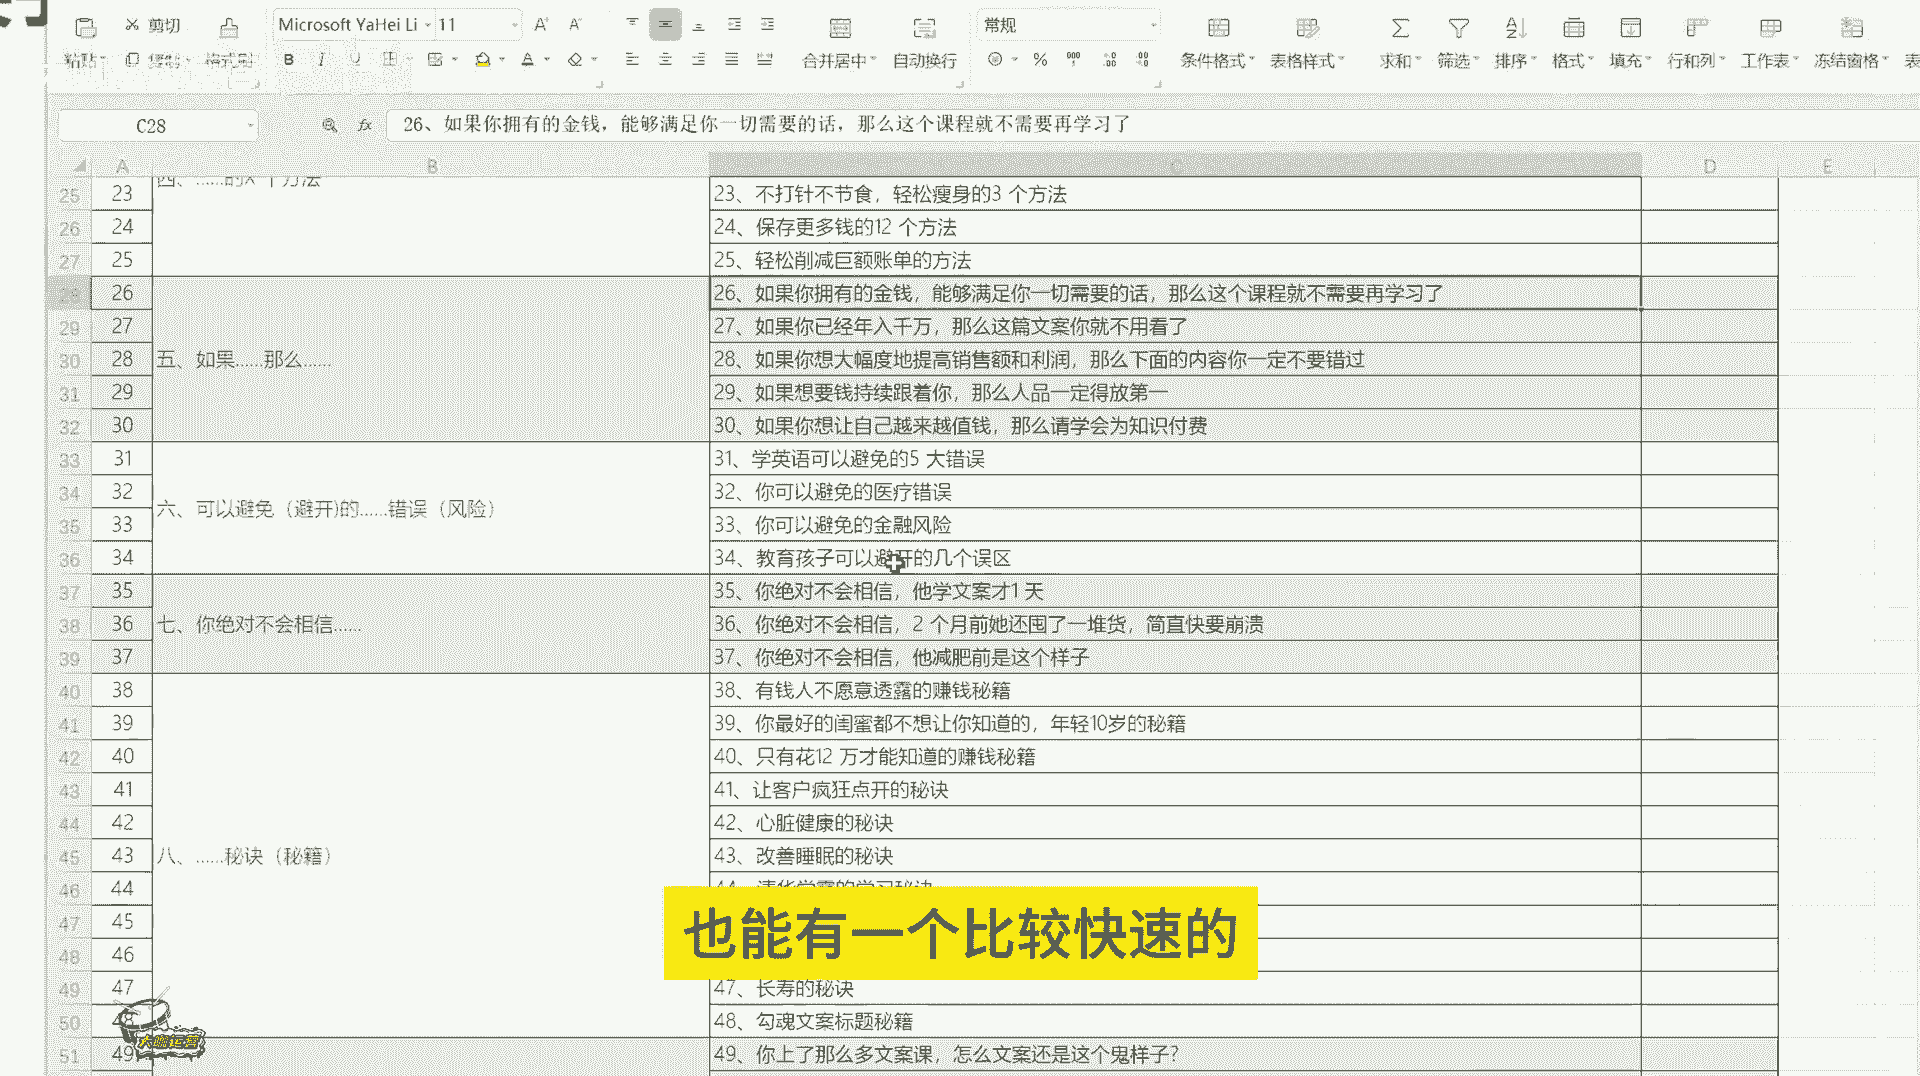 剪切
Microsoft YaHei Li 11
常规
粘贴 复制 格式刷
合并居中 自动换行
条件格式 表格样式 求和 筛选 排序 格式 填充 行和列 工作表 冻结窗格 表
C28 fx 26、如果你拥有的金钱，能够满足你一切需要的话，那么这个课程就不需要再学习了
A B C D E
25 23 四、……的X 个方法 23、不打针不节食，轻松瘦身的3 个方法
26 24 24、保存更多钱的12 个方法
27 25 25、轻松削减巨额账单的方法
28 26 26、如果你拥有的金钱，能够满足你一切需要的话，那么这个课程就不需要再学习了
29 27 27、如果你已经年入千万，那么这篇文案你就不用看了
30 28 五、如果……那么…… 28、如果你想大幅度地提高销售额和利润，那么下面的内容你一定不要错过
31 29 29、如果想要钱持续跟着你，那么人品一定得放第一
32 30 30、如果你想让自己越来越值钱，那么请学会为知识付费
33 31 31、学英语可以避免的5 大错误
34 32 六、可以避免（避开)的……错误（风险） 32、你可以避免的医疗错误
35 33 33、你可以避免的金融风险
36 34 34、教育孩子可以避开的几个误区
37 35 35、你绝对不会相信，他学文案才1 天
38 36 七、你绝对不会相信…… 36、你绝对不会相信，2 个月前她还囤了一堆货，简直快要崩溃
39 37 37、你绝对不会相信，他减肥前是这个样子
40 38 38、有钱人不愿意透露的赚钱秘籍
41 39 39、你最好的闺蜜都不想让你知道的，年轻10岁的秘籍
42 40 40、只有花12 万才能知道的赚钱秘籍
43 41 41、让客户疯狂点开的秘诀
44 42 42、心脏健康的秘诀
45 43 八、……秘诀（秘籍） 43、改善睡眠的秘诀
46 44 44、清华学霸的学习秘诀
47 45
48 46
也能有一个比较快速的
49 47 47、长寿的秘诀
50 48 48、勾魂文案标题秘籍
51 49 49、你上了那么多文案课，怎么文案还是这个鬼样子？